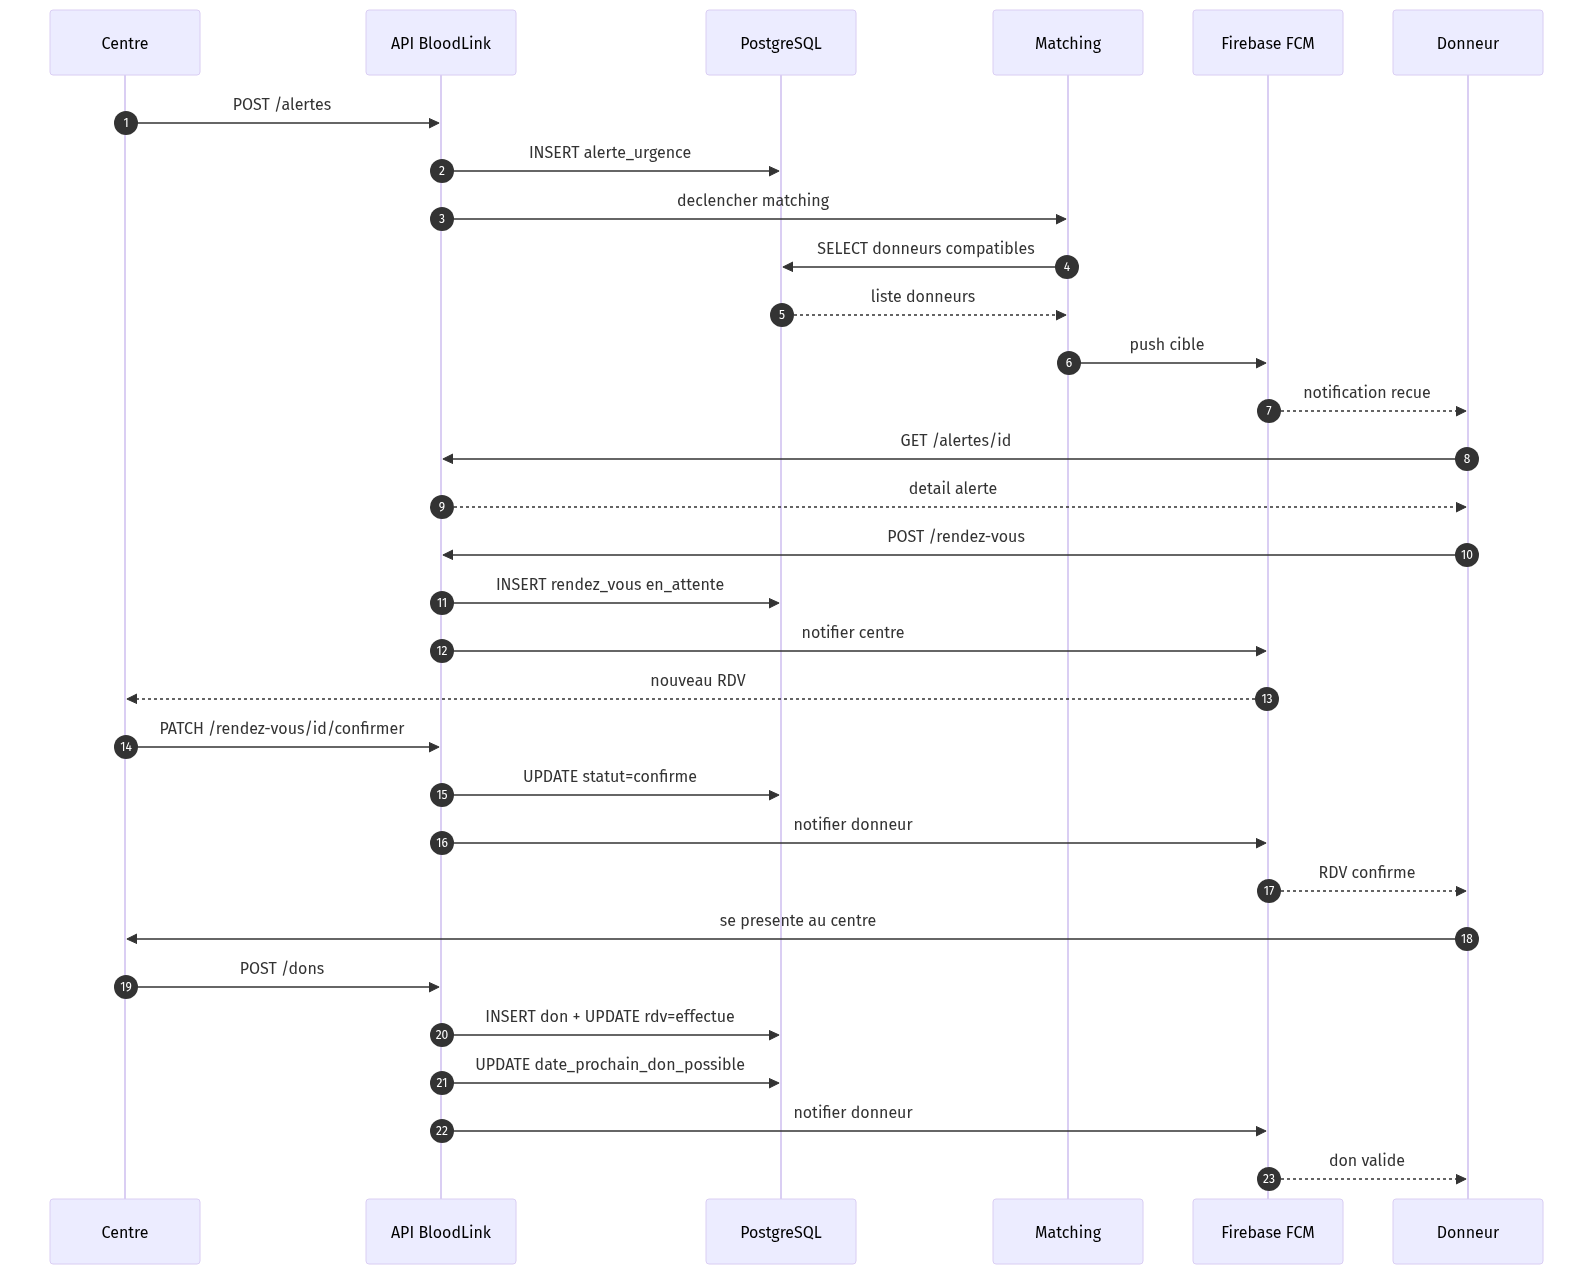 Centre
API BloodLink
PostgreSQL
Matching
Firebase FCM
Donneur
POST /alertes
1
INSERT alerte_urgence
2
declencher matching
3
SELECT donneurs compatibles
4
liste donneurs
5
push cible
6
notification recue
7
GET /alertes/id
8
detail alerte
9
POST /rendez-vous
10
INSERT rendez_vous en_attente
11
notifier centre
12
nouveau RDV
13
PATCH /rendez-vous/id/confirmer
14
UPDATE statut=confirme
15
notifier donneur
16
RDV confirme
17
se presente au centre
18
POST /dons
19
INSERT don + UPDATE rdv=effectue
20
UPDATE date_prochain_don_possible
21
notifier donneur
22
don valide
23
Centre
API BloodLink
PostgreSQL
Matching
Firebase FCM
Donneur